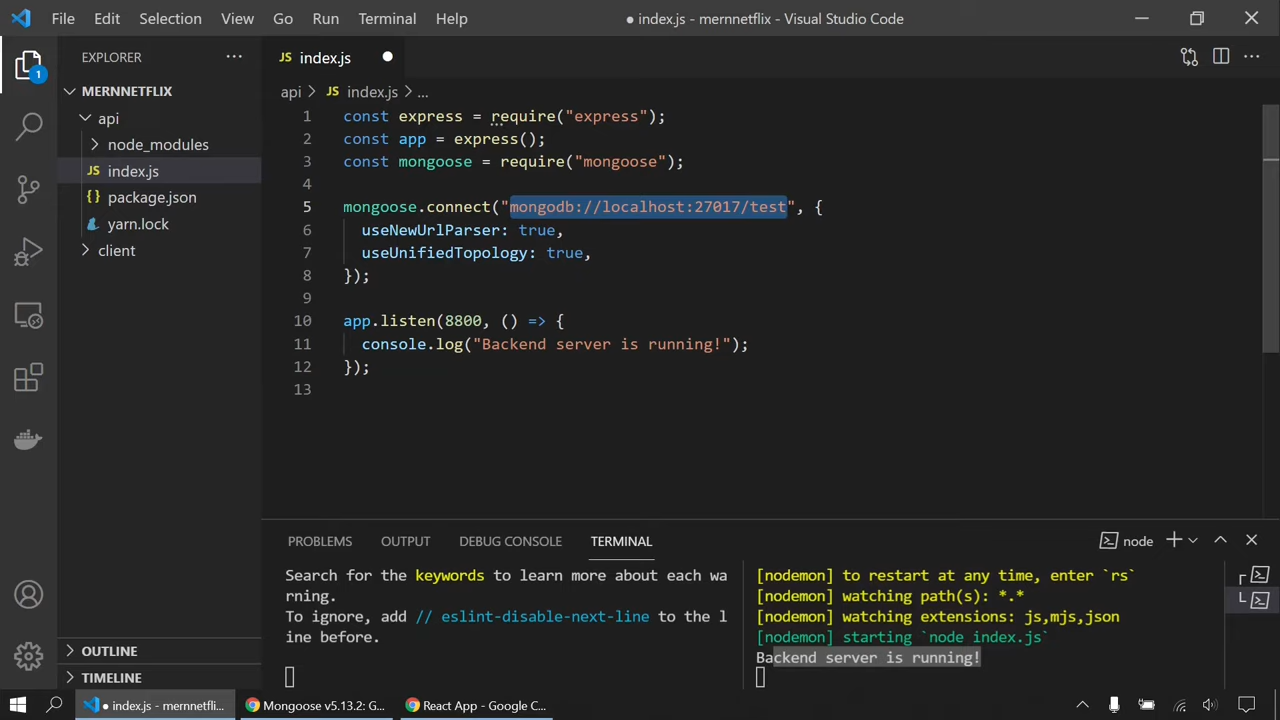 File Edit Selection View Go Run Terminal Help
● index.js - mernnetflix - Visual Studio Code
EXPLORER
1
MERNNETFLIX
api
node_modules
JS index.js
{} package.json
yarn.lock
client
OUTLINE
TIMELINE
JS index.js
api > JS index.js > ...
1 const express = require("express");
2 const app = express();
3 const mongoose = require("mongoose");
4
5 mongoose.connect("mongodb://localhost:27017/test", {
6 useNewUrlParser: true,
7 useUnifiedTopology: true,
8 });
9
10 app.listen(8800, () => {
11 console.log("Backend server is running!");
12 });
13
PROBLEMS OUTPUT DEBUG CONSOLE TERMINAL
node
Search for the keywords to learn more about each wa
rning.
To ignore, add // eslint-disable-next-line to the l
ine before.
[nodemon] to restart at any time, enter `rs`
[nodemon] watching path(s): *.*
[nodemon] watching extensions: js,mjs,json
[nodemon] starting `node index.js`
Backend server is running!
● index.js - mernnetfli...
Mongoose v5.13.2: G...
React App - Google C...